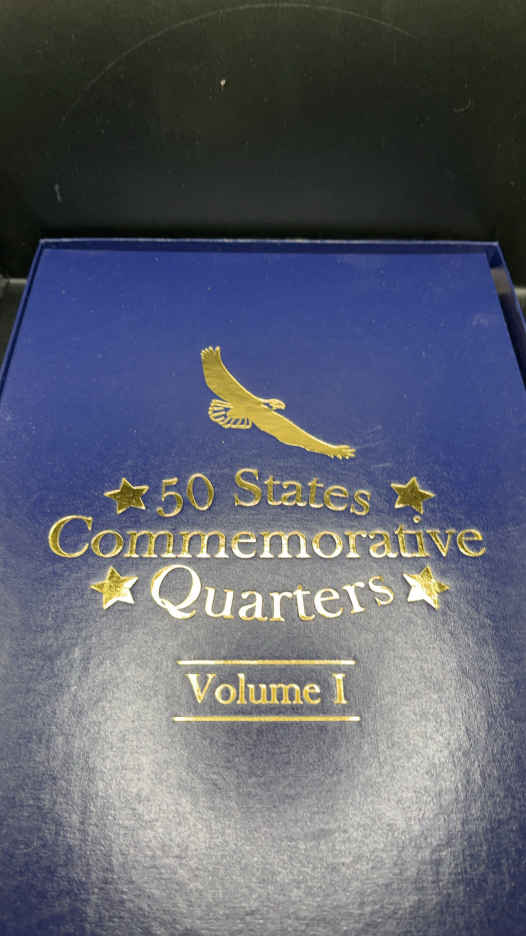 50 States
Commemorative
Quarters
Volume I